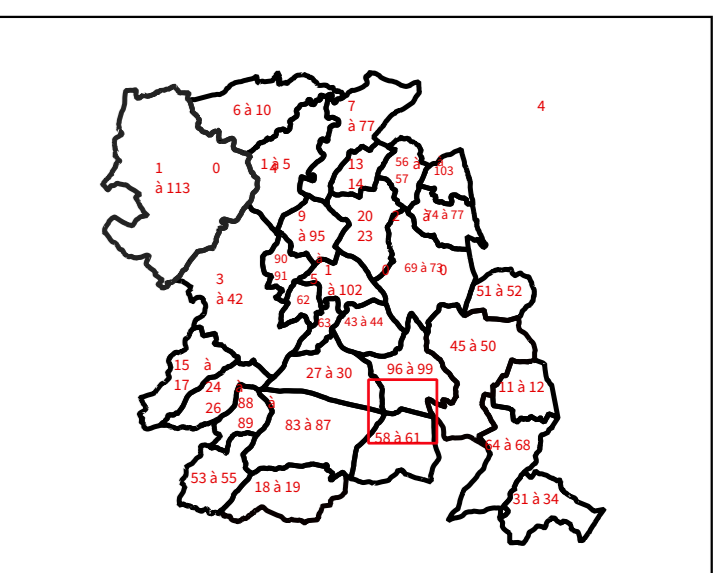 6 à 10
7
à 77
4
1 0
à 113
1 à 5
4
13
14
56 à
57
103
9
à 95
20
23
2
à
74 à 77
90
91
à
5
1
à 102
0
69 à 73
0
3
à 42
62
51 à 52
63
43 à 44
45 à 50
15 à
17
24 à
26
27 à 30
96 à 99
11 à 12
88 à
89
83 à 87
58 à 61
64 à 68
53 à 55
18 à 19
31 à 34